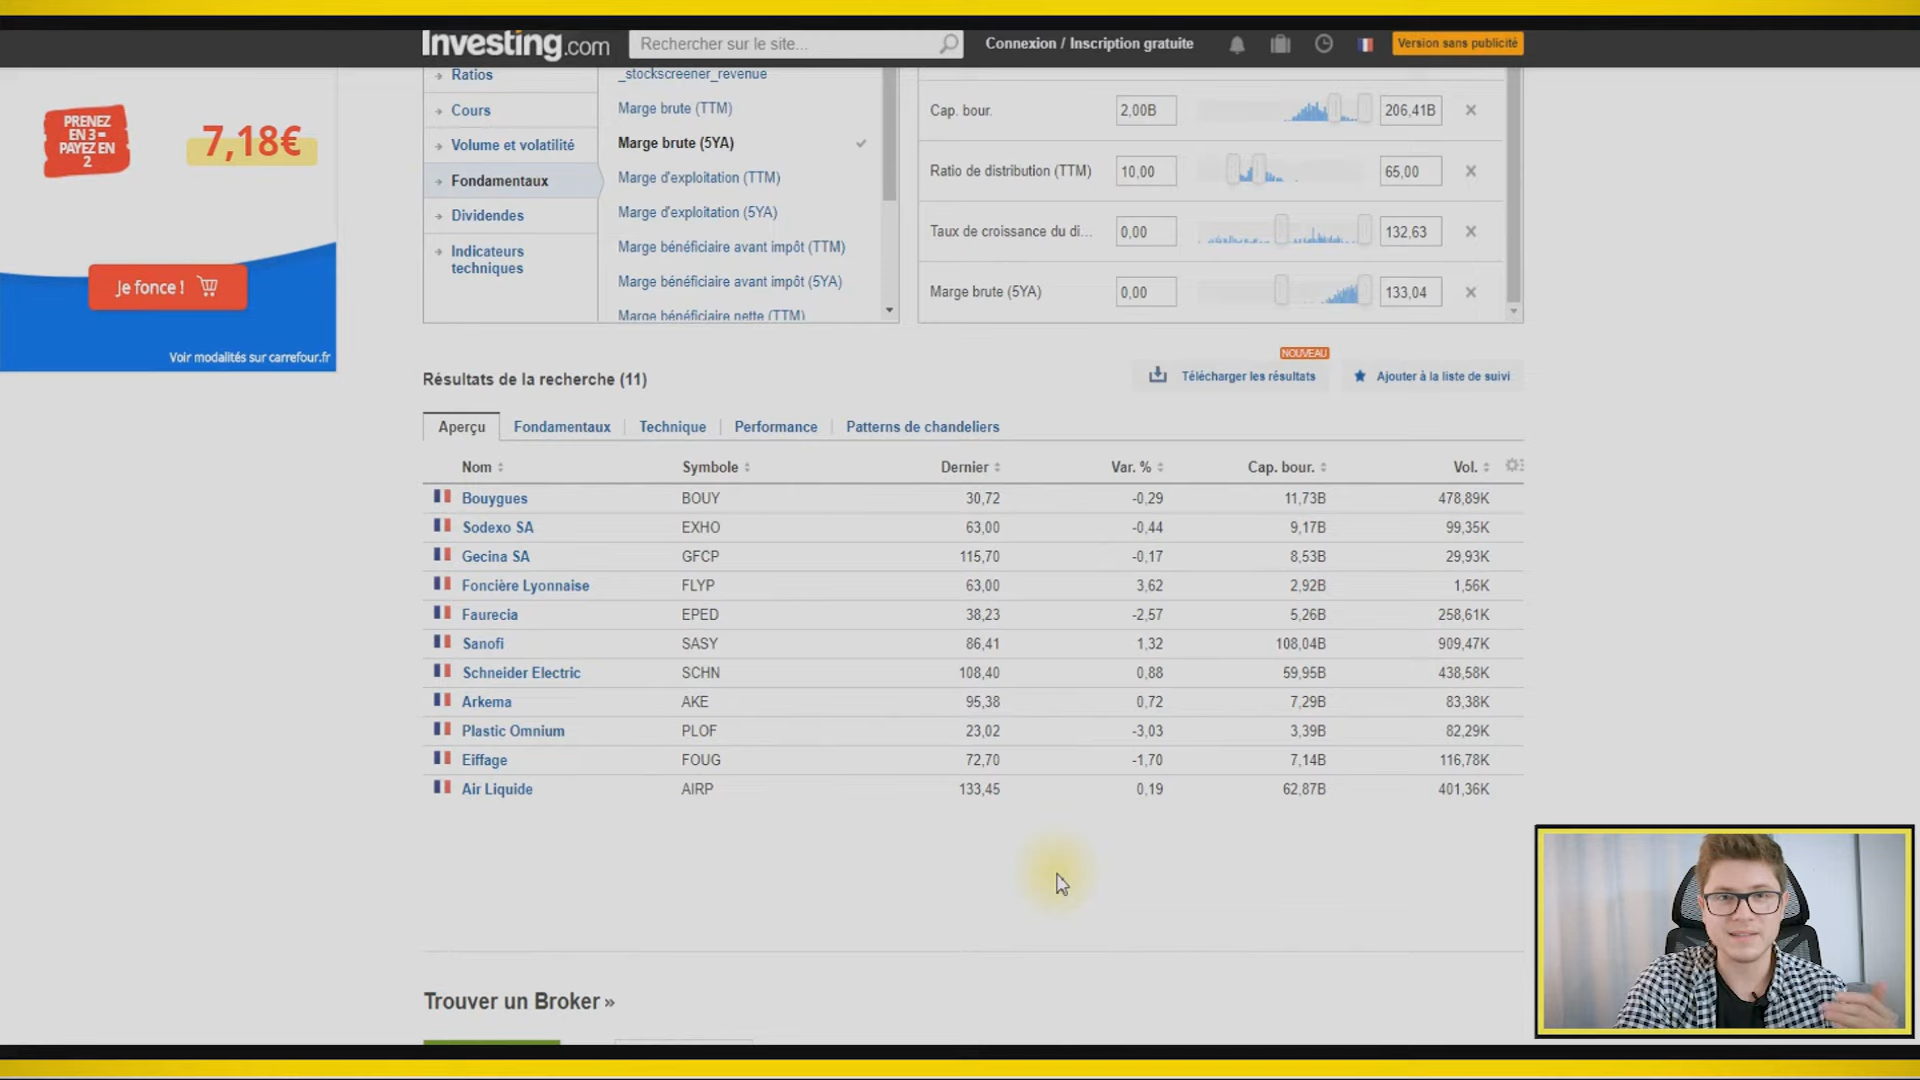 Investing.com
Rechercher sur le site...
Connexion / Inscription gratuite
Version sans publicité
PRENEZ
EN 3 =
PAYEZ EN
2
7,18€
Je fonce !
Voir modalités sur carrefour.fr
Ratios
Cours
Volume et volatilité
Fondamentaux
Dividendes
Indicateurs
techniques
_stockscreener_revenue
Marge brute (TTM)
Marge brute (5YA)
Marge d'exploitation (TTM)
Marge d'exploitation (5YA)
Marge bénéficiaire avant impôt (TTM)
Marge bénéficiaire avant impôt (5YA)
Marge bénéficiaire nette (TTM)
Cap. bour. 2,00B 206,41B
Ratio de distribution (TTM) 10,00 65,00
Taux de croissance du di... 0,00 132,63
Marge brute (5YA) 0,00 133,04
Résultats de la recherche (11)
NOUVEAU
Télécharger les résultats
Ajouter à la liste de suivi
Aperçu Fondamentaux Technique Performance Patterns de chandeliers
Nom Symbole Dernier Var. % Cap. bour. Vol.
Bouygues BOUY 30,72 -0,29 11,73B 478,89K
Sodexo SA EXHO 63,00 -0,44 9,17B 99,35K
Gecina SA GFCP 115,70 -0,17 8,53B 29,93K
Foncière Lyonnaise FLYP 63,00 3,62 2,92B 1,56K
Faurecia EPED 38,23 -2,57 5,26B 258,61K
Sanofi SASY 86,41 1,32 108,04B 909,47K
Schneider Electric SCHN 108,40 0,88 59,95B 438,58K
Arkema AKE 95,38 0,72 7,29B 83,38K
Plastic Omnium PLOF 23,02 -3,03 3,39B 82,29K
Eiffage FOUG 72,70 -1,70 7,14B 116,78K
Air Liquide AIRP 133,45 0,19 62,87B 401,36K
Trouver un Broker »